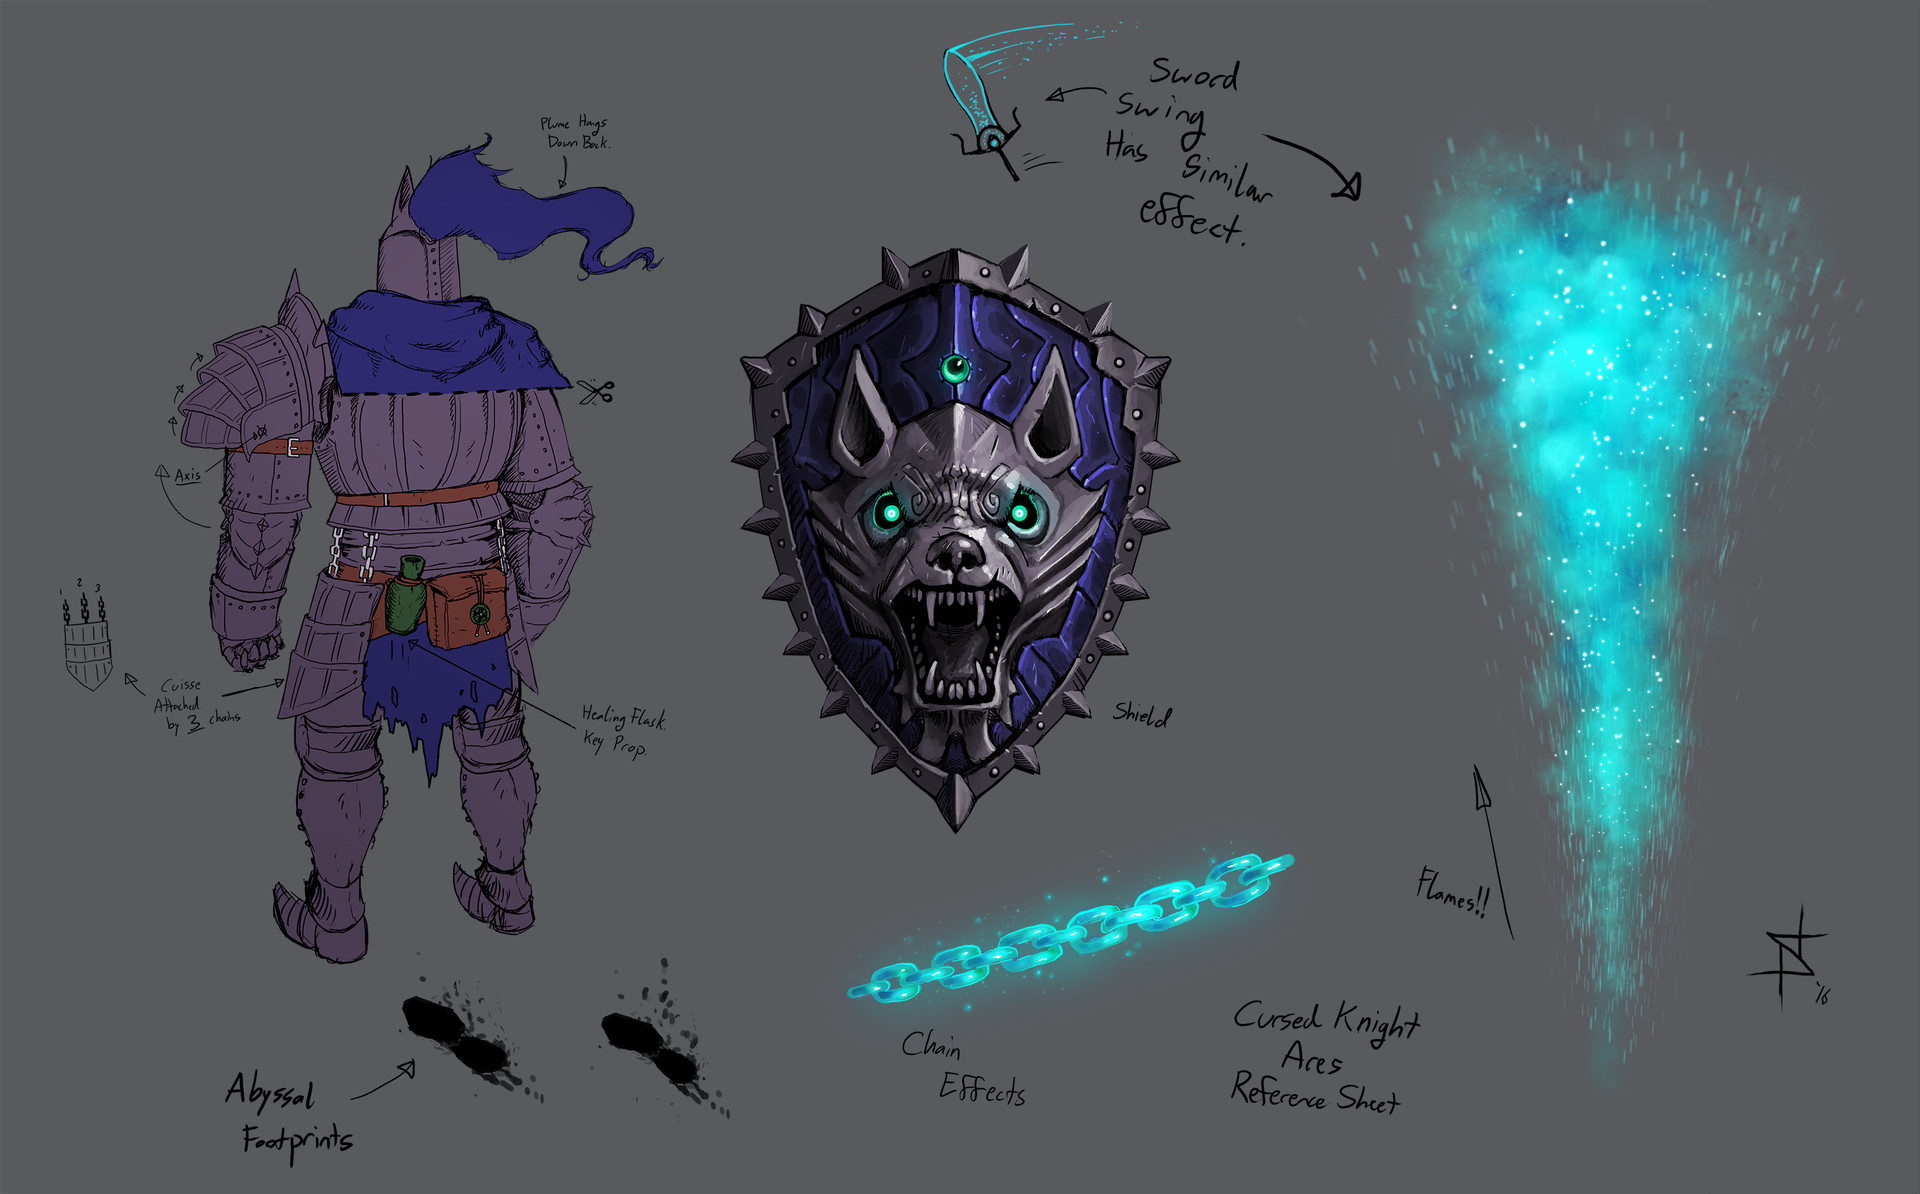 Plume Hangs
Down Back.
Sword
Swing
Has Similar
effect.
Axis
1 2 3
Cuisse
Attached
by 3 chains
Healing Flask.
Key Prop.
Shield
Flames!!
Abyssal
Footprints
Chain
Effects
Cursed Knight
Ares
Reference Sheet
'16